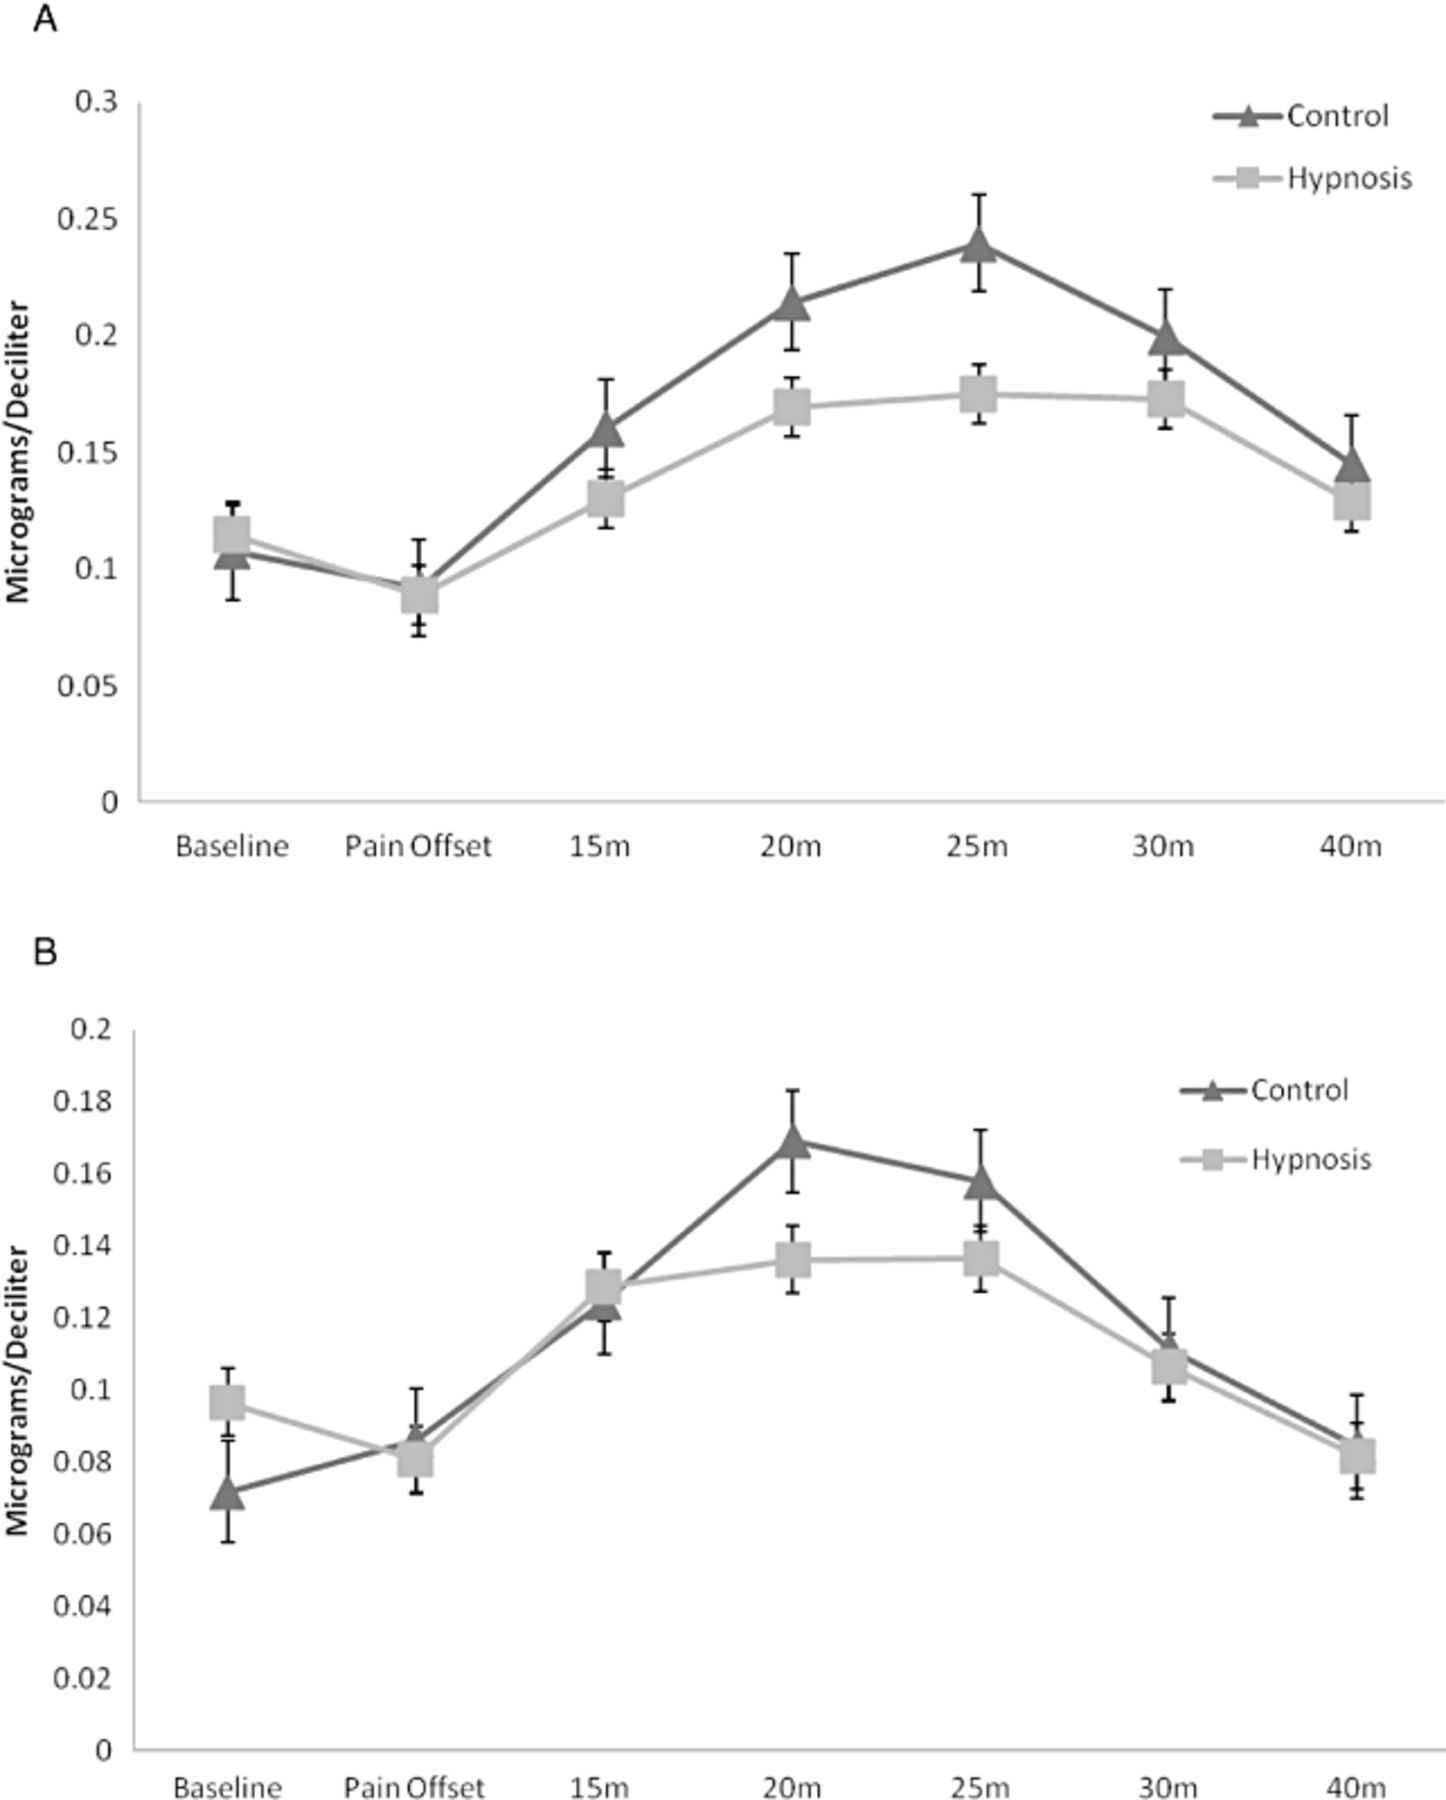 A
0.3
Control
Hypnosis
0.25
0.2
0.15
0.1
0.05
0
Micrograms/Deciliter
Baseline Pain Offset 15m 20m 25m 30m 40m
B
0.2
Control
0.18
Hypnosis
0.16
0.14
0.12
0.1
0.08
0.06
0.04
0.02
0
Micrograms/Deciliter
Baseline Pain Offset 15m 20m 25m 30m 40m